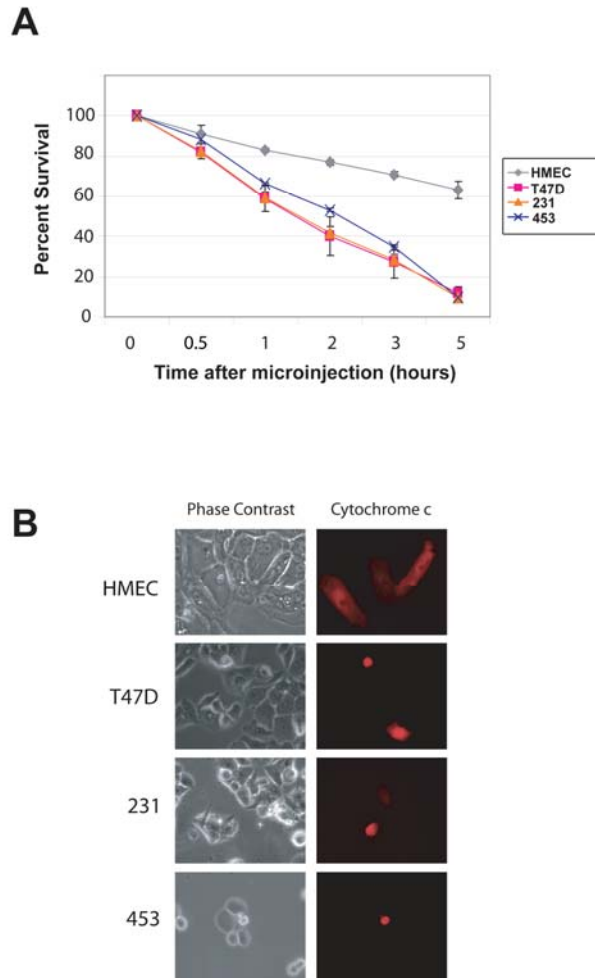 A
Percent Survival
100
80
60
40
20
0
0 0.5 1 2 3 5
Time after microinjection (hours)
HMEC
T47D
231
453
B
Phase Contrast Cytochrome c
HMEC
T47D
231
453